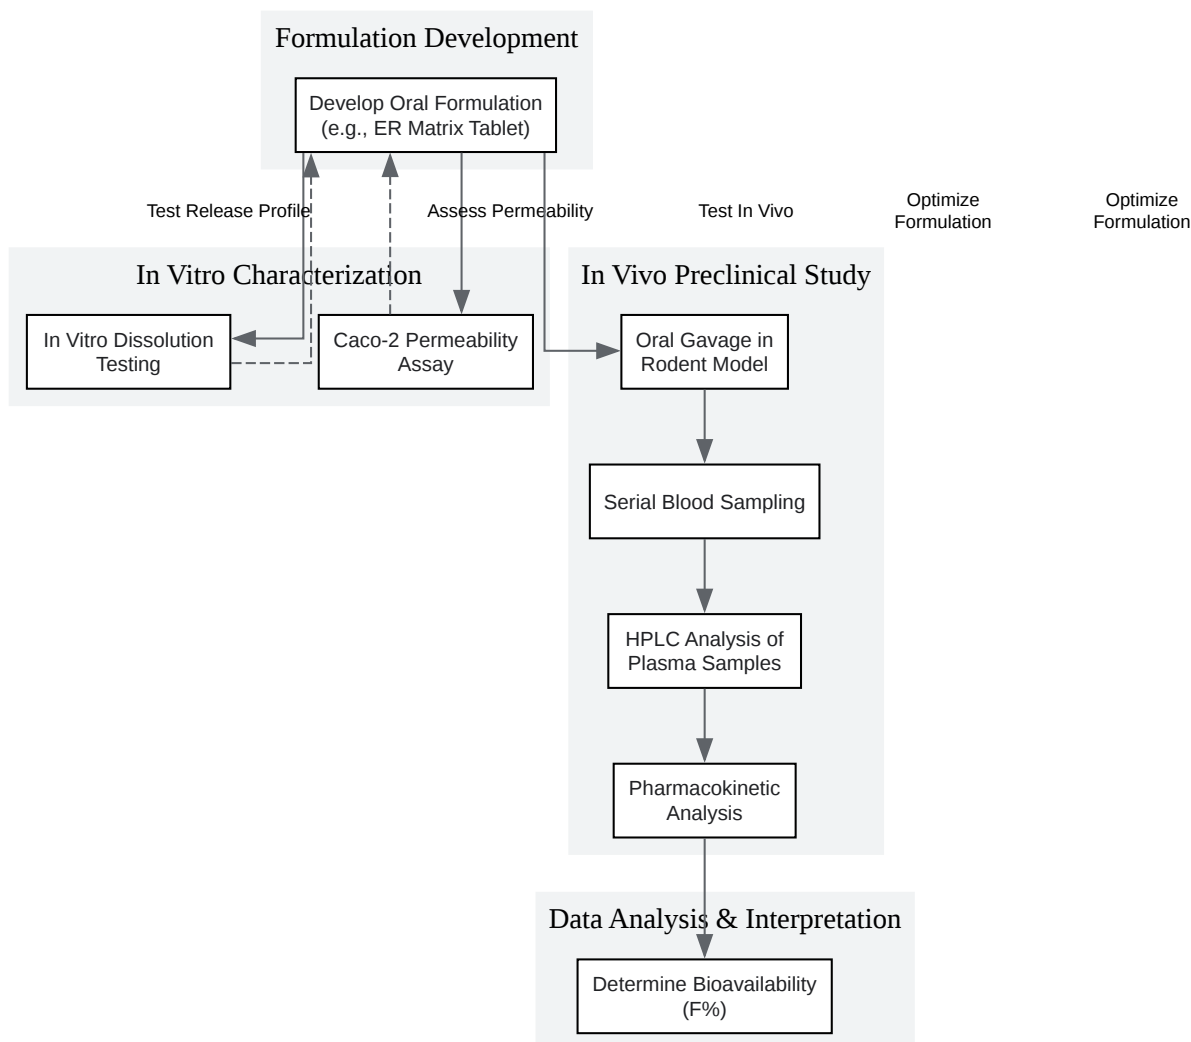 Formulation Development
Develop Oral Formulation
(e.g., ER Matrix Tablet)
Test Release Profile
Assess Permeability
Test In Vivo
Optimize
Formulation
Optimize
Formulation
In Vitro Characterization
In Vivo Preclinical Study
In Vitro Dissolution
Testing
Caco-2 Permeability
Assay
Oral Gavage in
Rodent Model
Serial Blood Sampling
HPLC Analysis of
Plasma Samples
Pharmacokinetic
Analysis
Data Analysis & Interpretation
Determine Bioavailability
(F%)